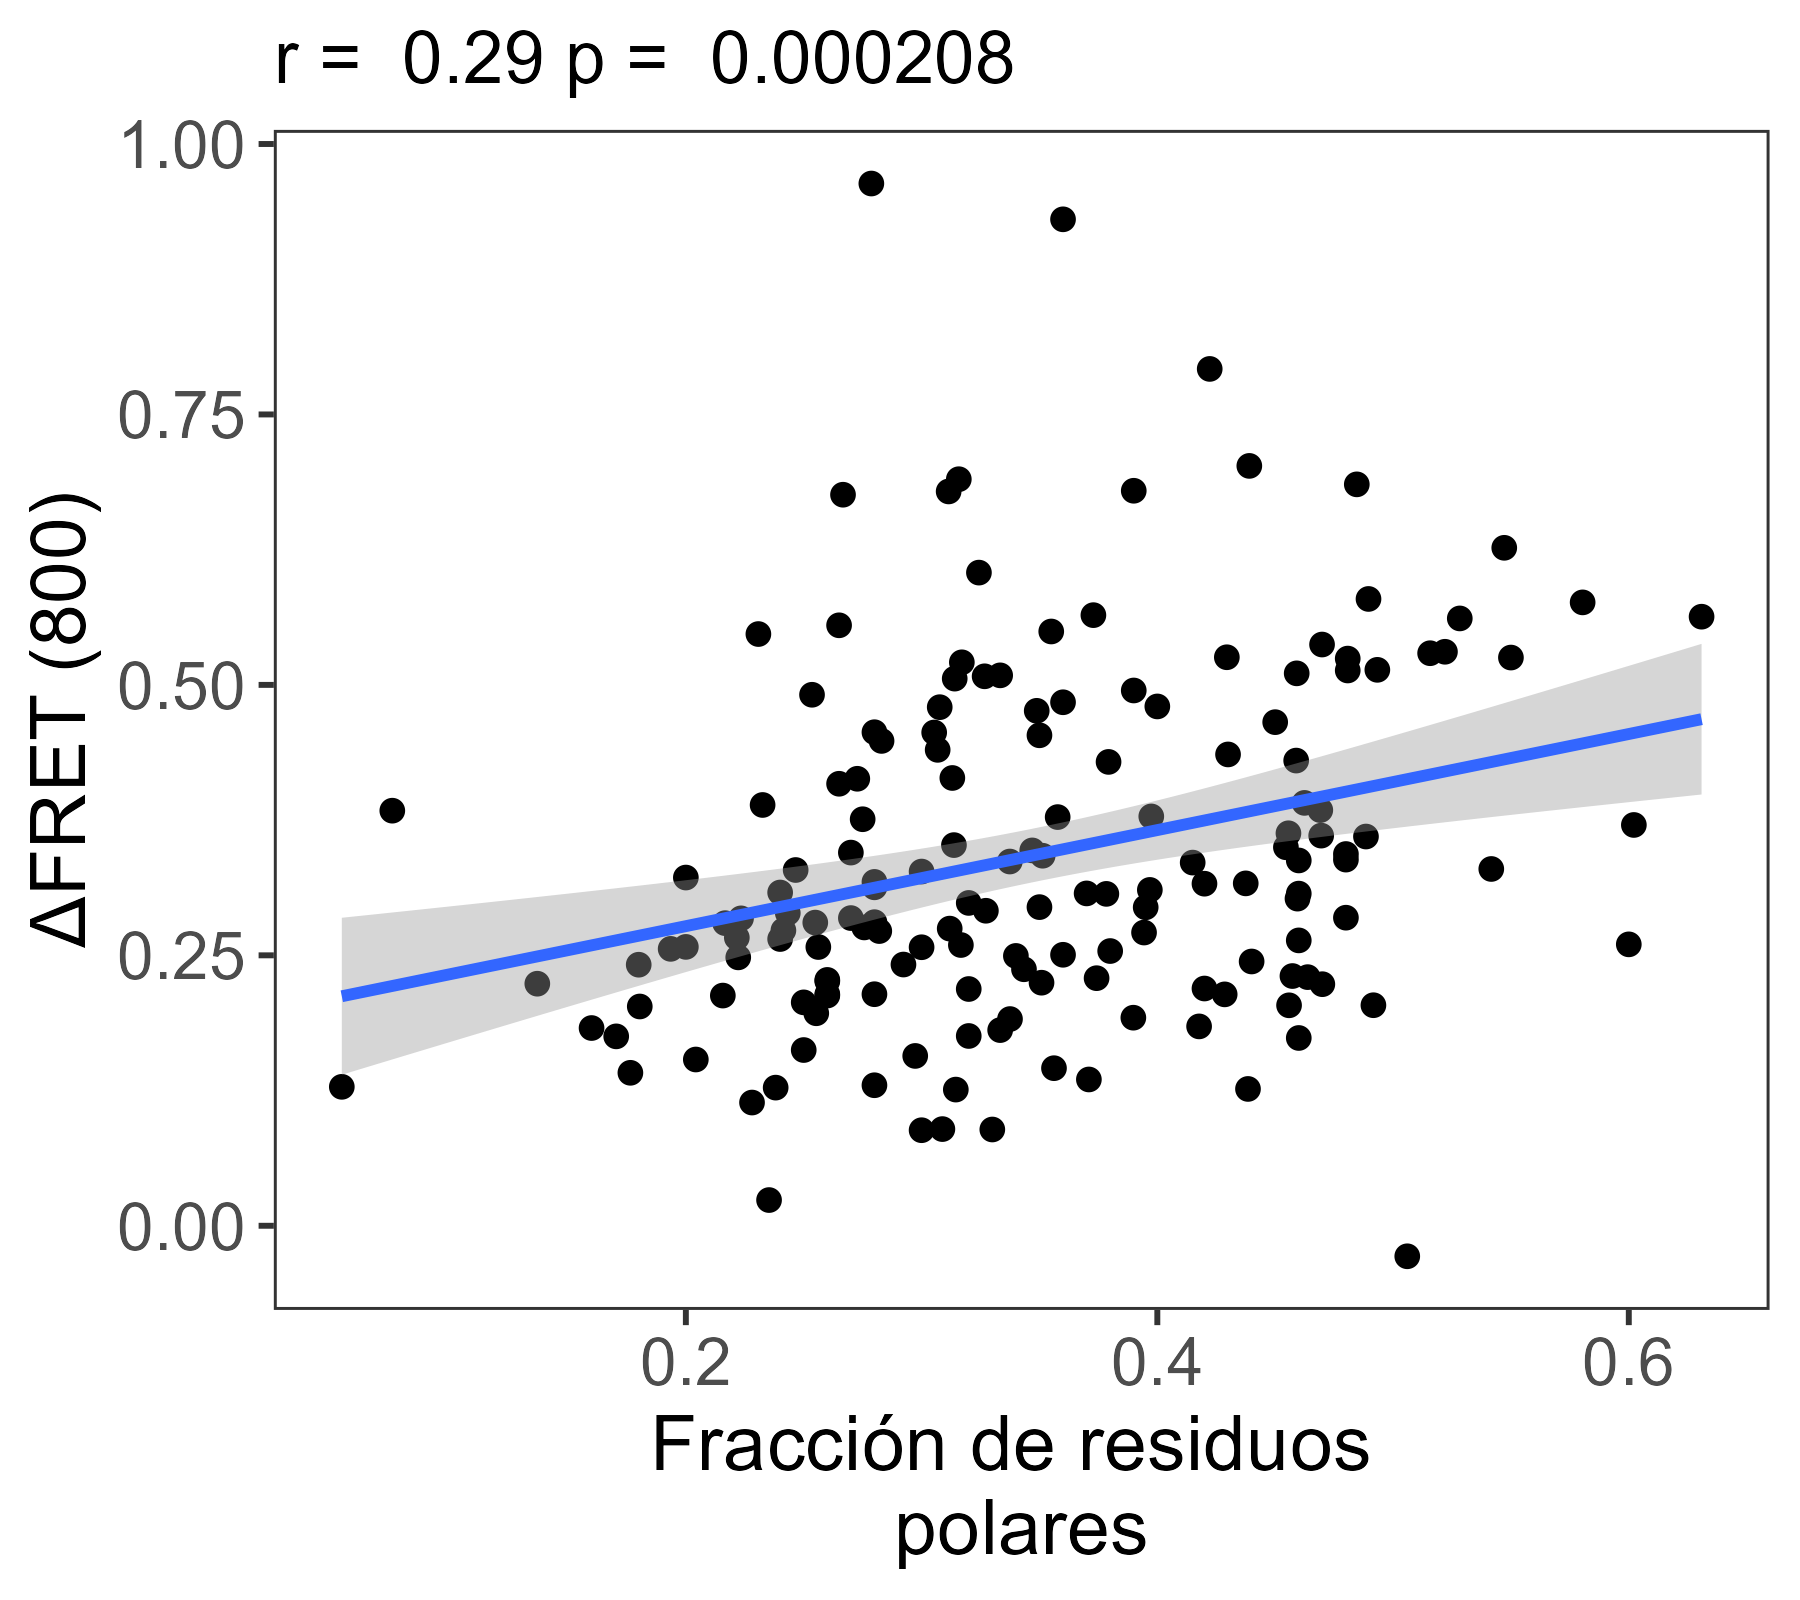 r = 0.29 p = 0.000208
1.00
0.75
0.50
0.25
0.00
ΔFRET (800)
0.2 0.4 0.6
Fracción de residuos
polares